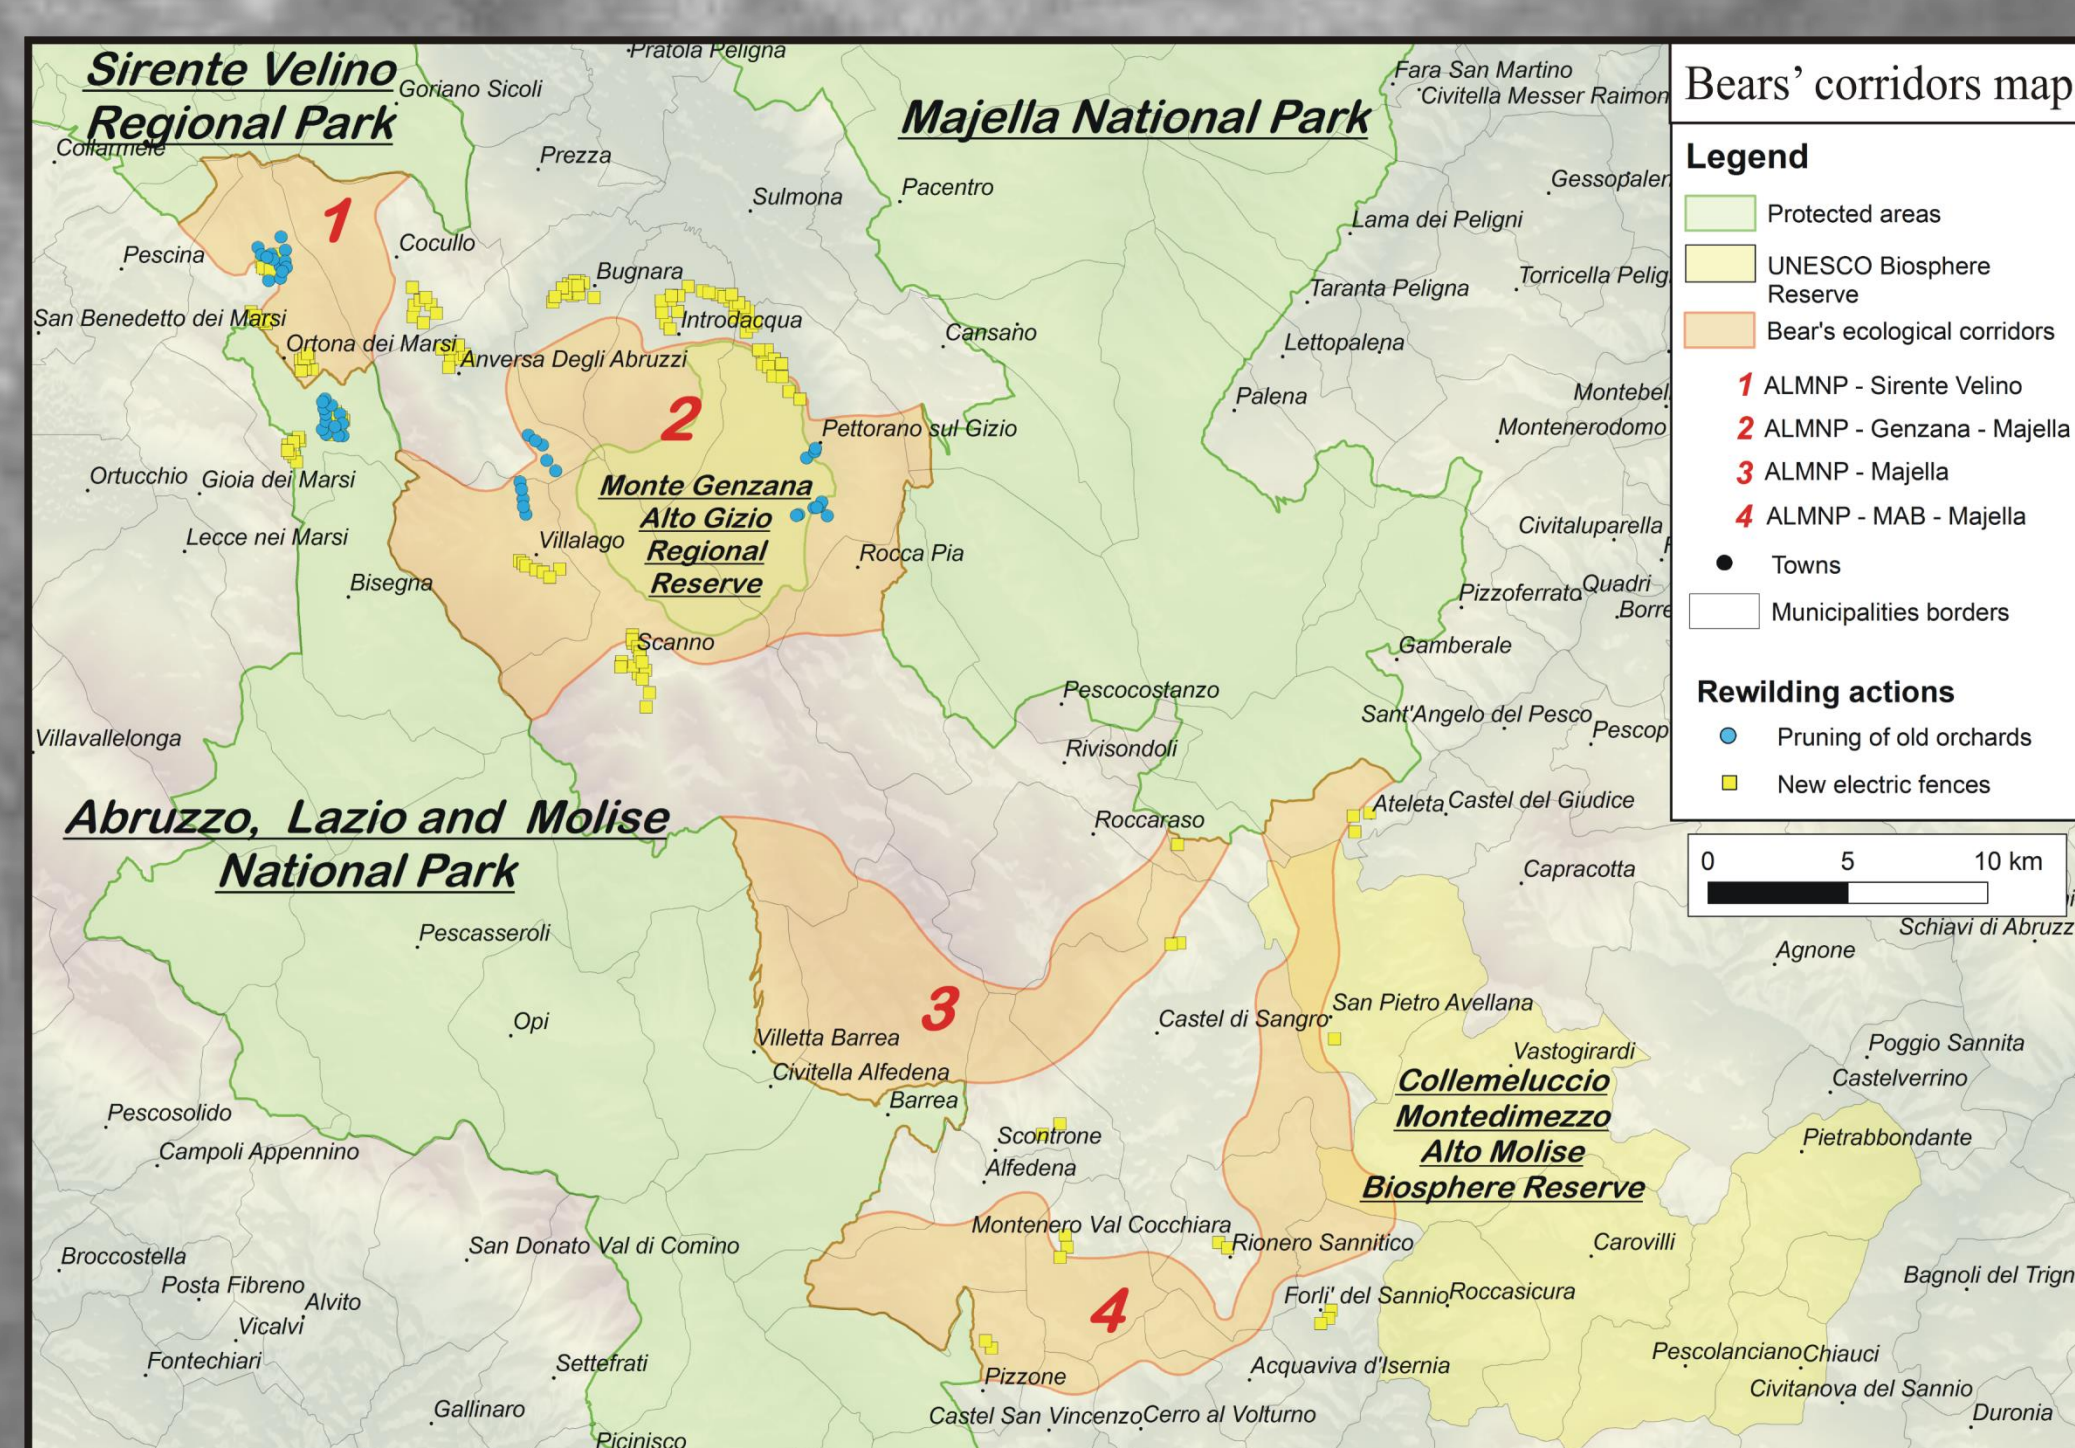 Sirente Velino
Regional Park
Majella National Park
Pratola Peligna
Goriano Sicoli
Collarmele
Prezza
Sulmona
Pacentro
Fara San Martino
Civitella Messer Raimon
Gessopaler
Lama dei Peligni
Pescina
Cocullo
1
Bugnara
Taranta Peligna
Torricella Pelig
San Benedetto dei Marsi
Introdacqua
Cansano
Lettopalena
Ortona dei Marsi
Anversa Degli Abruzzi
Palena
Montebel
2
Pettorano sul Gizio
Montenerodomo
Ortucchio
Gioia dei Marsi
Monte Genzana
Alto Gizio
Regional
Reserve
Lecce nei Marsi
Villalago
Rocca Pia
Civitaluparella
Bisegna
Pizzoferrato
Quadri
Borre
Scanno
Gamberale
Pescocostanzo
Sant'Angelo del Pesco
Pescop
Villavallelonga
Rivisondoli
Abruzzo, Lazio and Molise
National Park
Roccaraso
Ateleta
Castel del Giudice
Capracotta
Pescasseroli
Schiavi di Abruzz
Agnone
3
Opi
Villetta Barrea
Castel di Sangro
San Pietro Avellana
Vastogirardi
Poggio Sannita
Civitella Alfedena
Castelverrino
Collemeluccio
Montedimezzo
Alto Molise
Biosphere Reserve
Barrea
Pescosolido
Scontrone
Pietrabbondante
Campoli Appennino
Alfedena
Montenero Val Cocchiara
Rionero Sannitico
Carovilli
Broccostella
San Donato Val di Comino
Posta Fibreno
Alvito
Bagnoli del Trign
Forli' del Sannio
Roccasicura
4
Vicalvi
Fontechiari
Settefrati
Pizzone
Acquaviva d'Isernia
Pescolanciano
Chiauci
Civitanova del Sannio
Gallinaro
Castel San Vincenzo
Cerro al Volturno
Duronia
Picinisco
Bears' corridors map
Legend
Protected areas
UNESCO Biosphere
Reserve
Bear's ecological corridors
1 ALMNP - Sirente Velino
2 ALMNP - Genzana - Majella
3 ALMNP - Majella
4 ALMNP - MAB - Majella
Towns
Municipalities borders
Rewilding actions
Pruning of old orchards
New electric fences
0 5 10 km